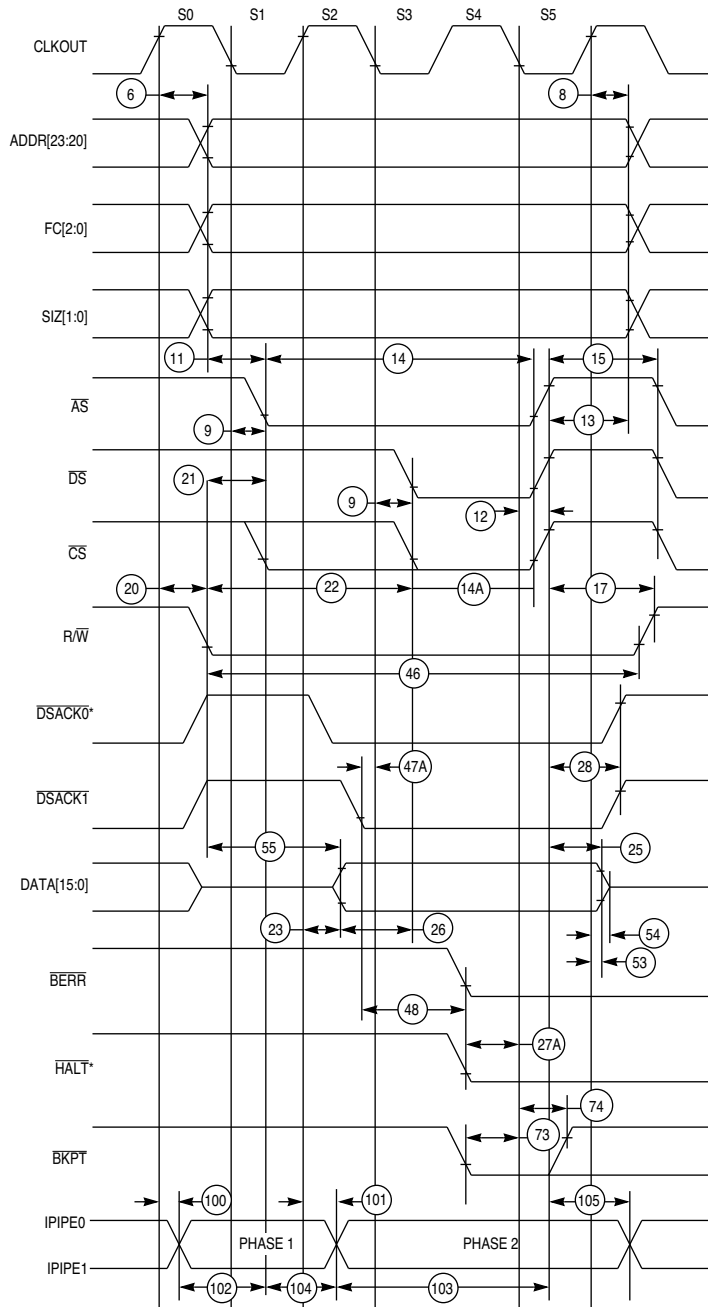 S0 S1 S2 S3 S4 S5
CLKOUT
6 8
ADDR[23:20]
FC[2:0]
SIZ[1:0]
11 14 15
AS
13
9
21
DS
9
12
CS
20 22 14A 17
R/W
46
DSACK0*
47A 28
DSACK1
55 25
DATA[15:0]
23 26 54
53
BERR
48
27A
HALT*
74
73
BKPT
100 101 105
IPIPE0
PHASE 1 PHASE 2
IPIPE1
102 104 103